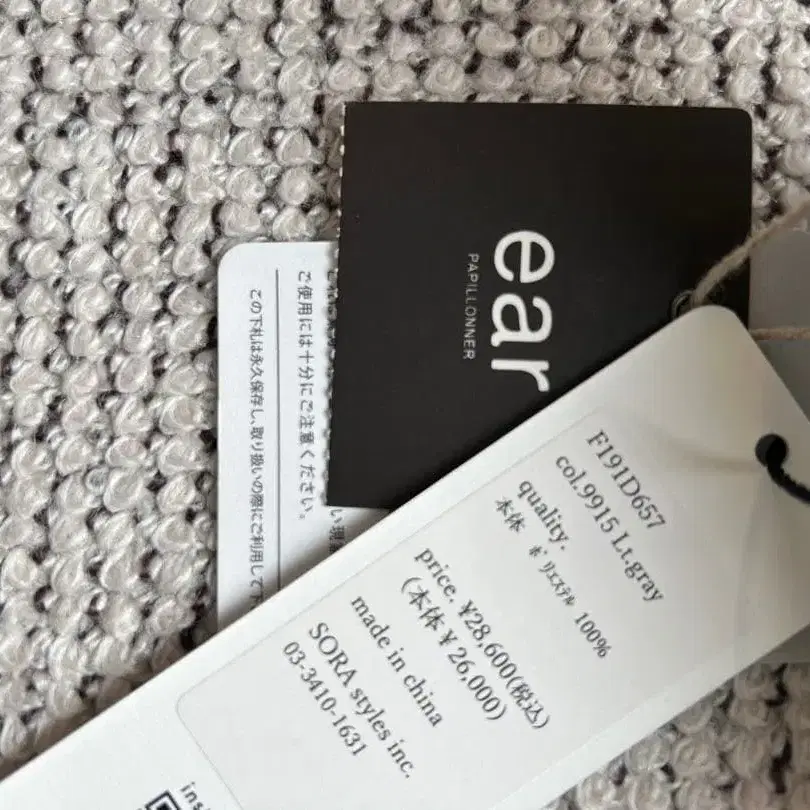 ear
PAPILLONNER
F191D657
col.9915 Lt.gray
quality.
本体 ﾎﾟﾘｴｽﾃﾙ 100%
price. ¥28,600(税込)
(本体 ¥26,000)
made in china
SORA styles inc.
03-3410-1631
ご使用には十分にご注意ください。
この下札は永久保存し、取り扱いの際にご利用して下